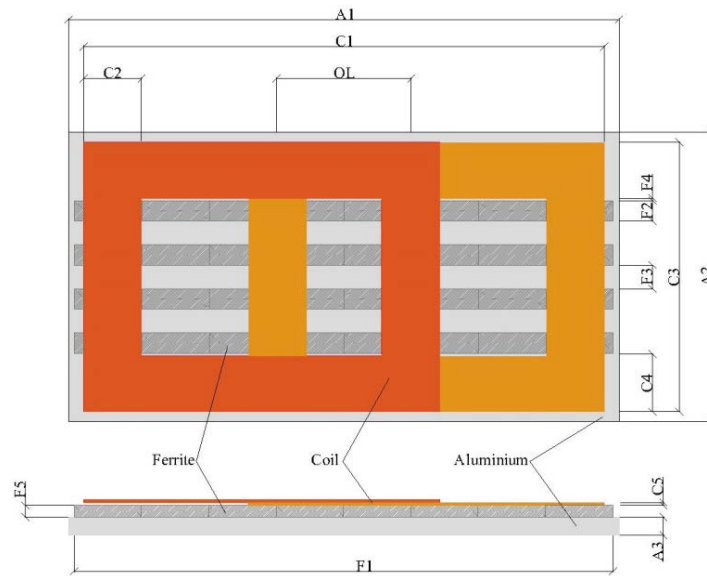 A1
C1
C2
OL
F4
F2
F3
C3
A2
C4
Ferrite
Coil
Aluminium
F5
C5
A3
F1